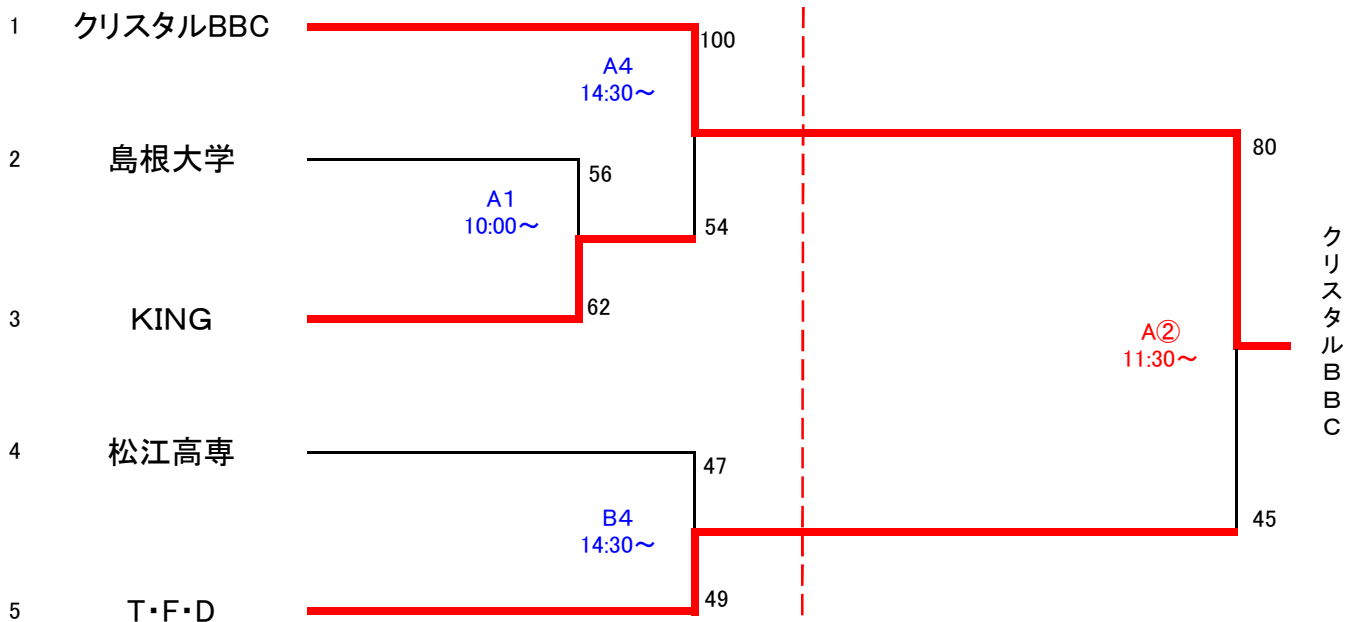 1 クリスタルBBC
100
A4
14:30～
2 島根大学
56
A1
10:00～
54
3 KING
62
80
クリスタルBBC
A②
11:30～
4 松江高専
47
B4
14:30～
45
5 T・F・D
49